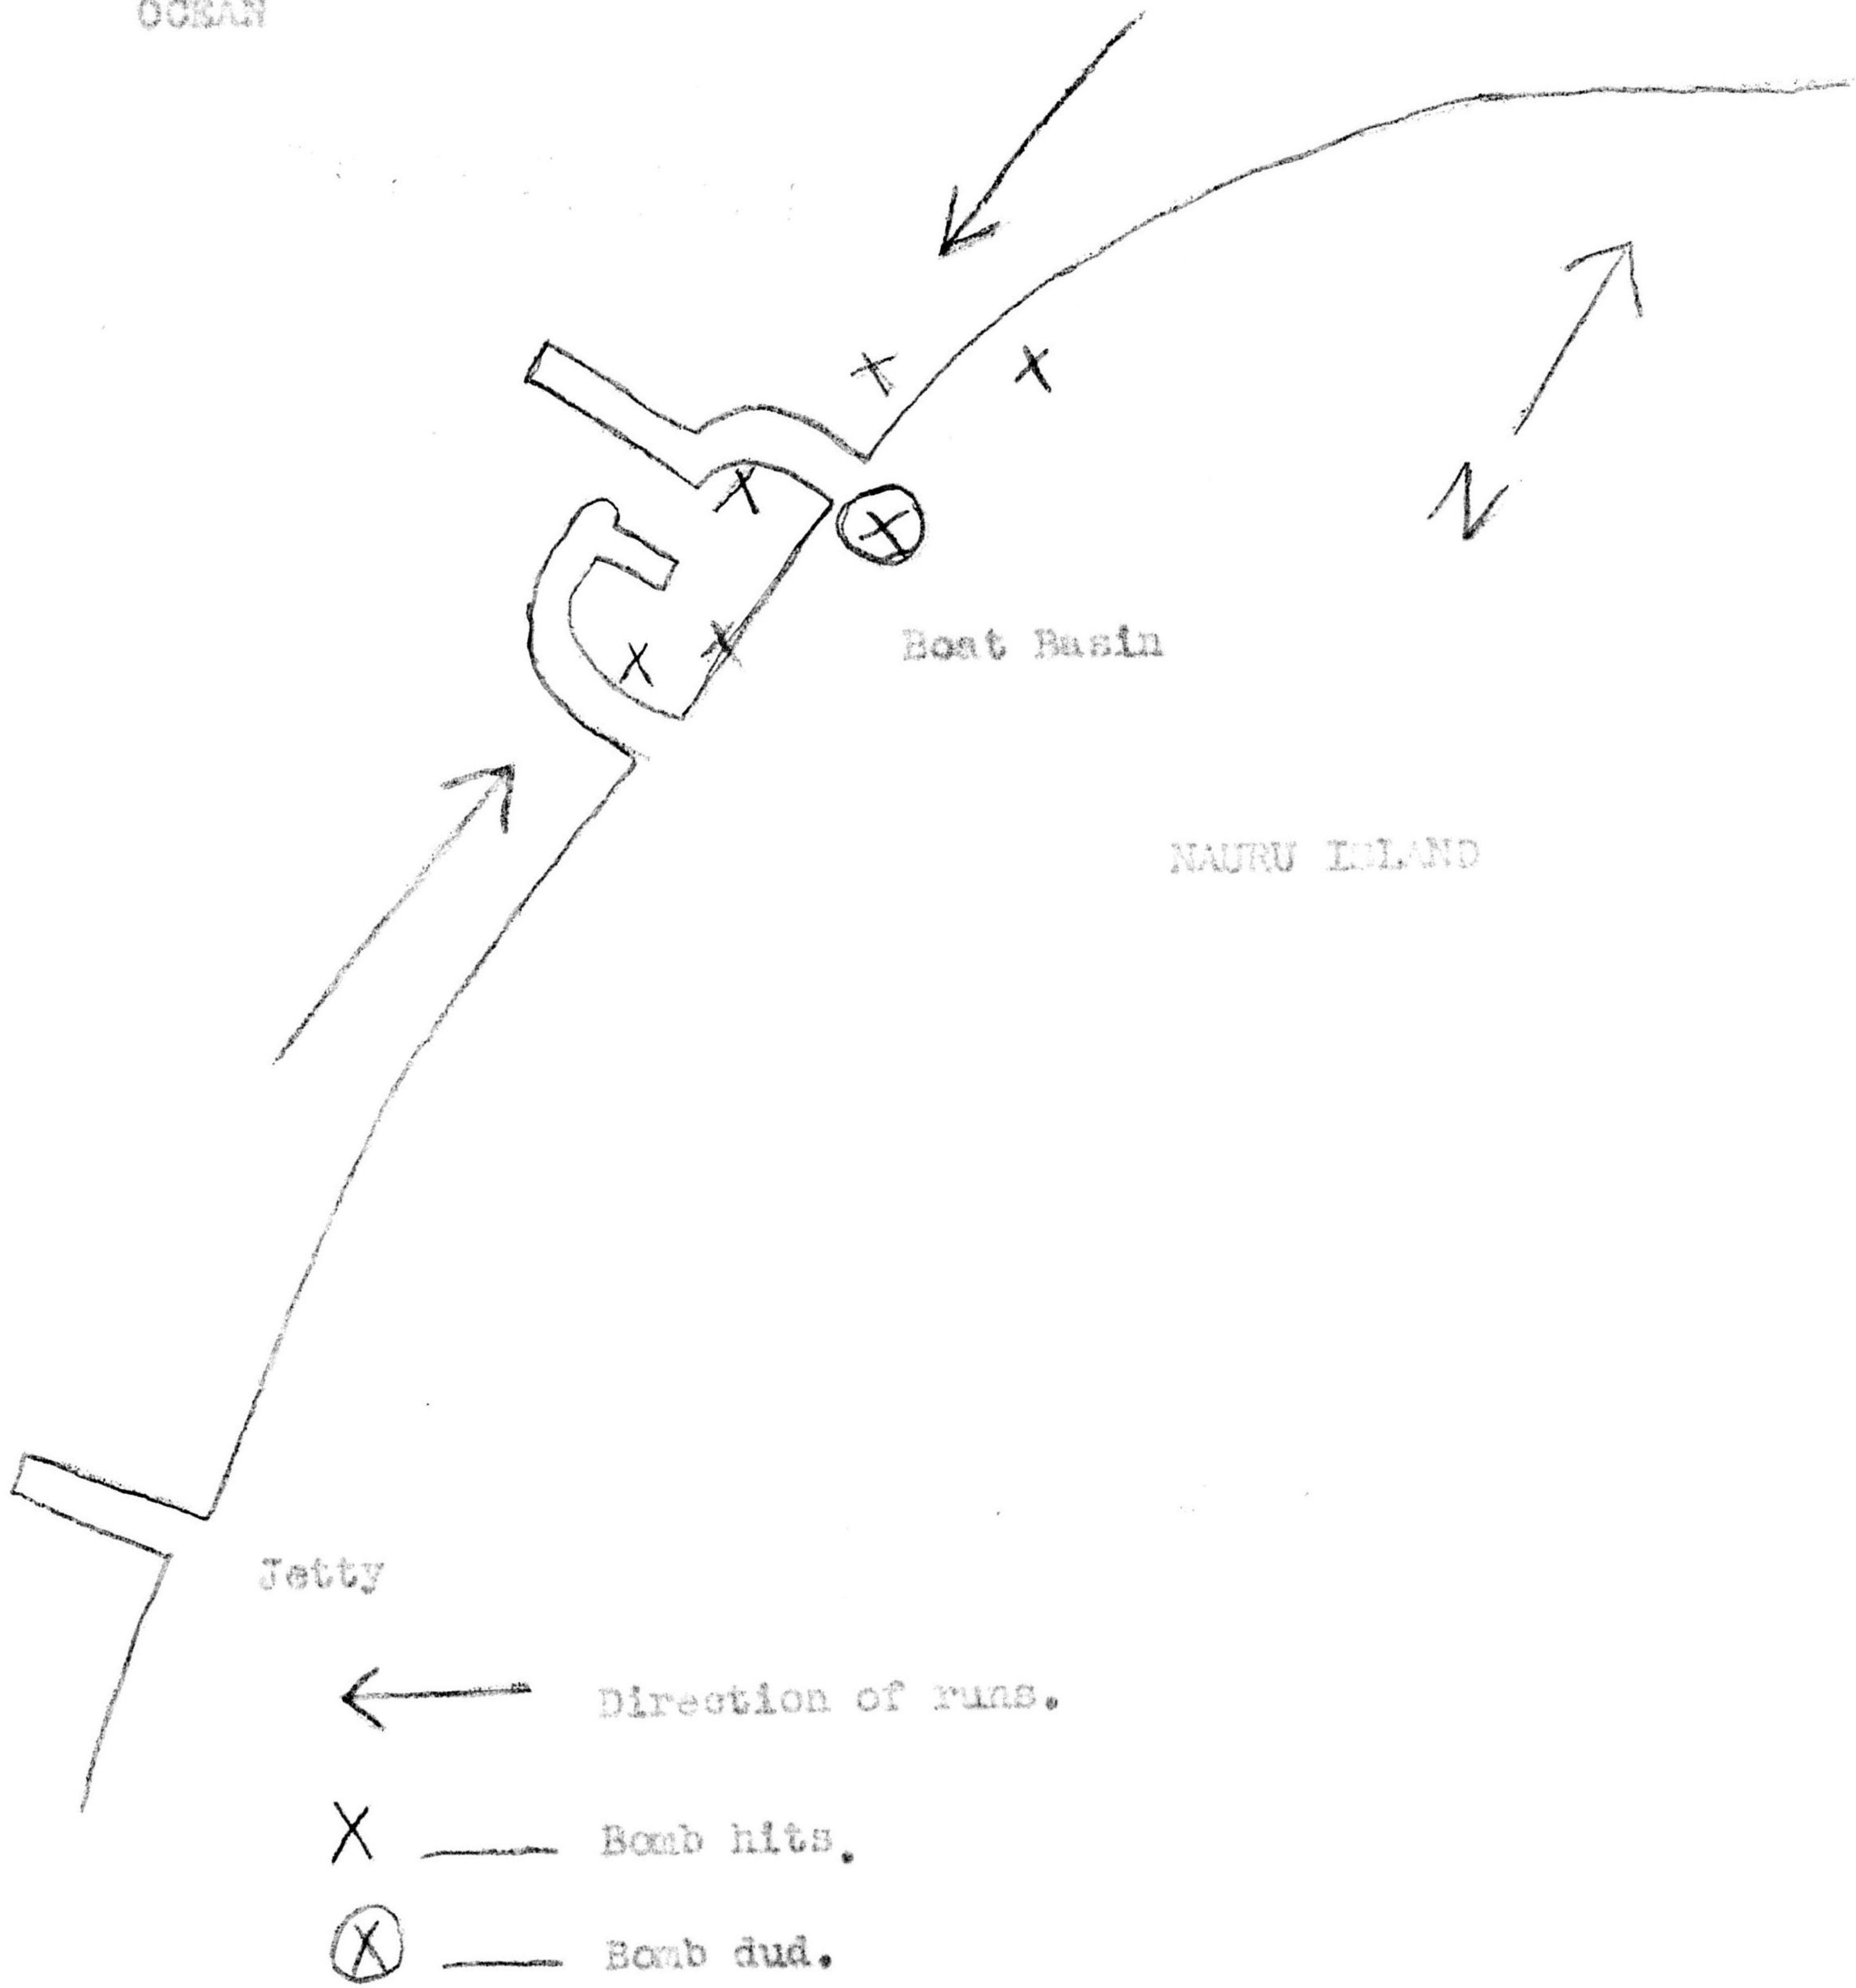 OCEAN
N
Boat Basin
NAURU ISLAND
Jetty
Direction of runs.
X Bomb hits.
X Bomb dud.